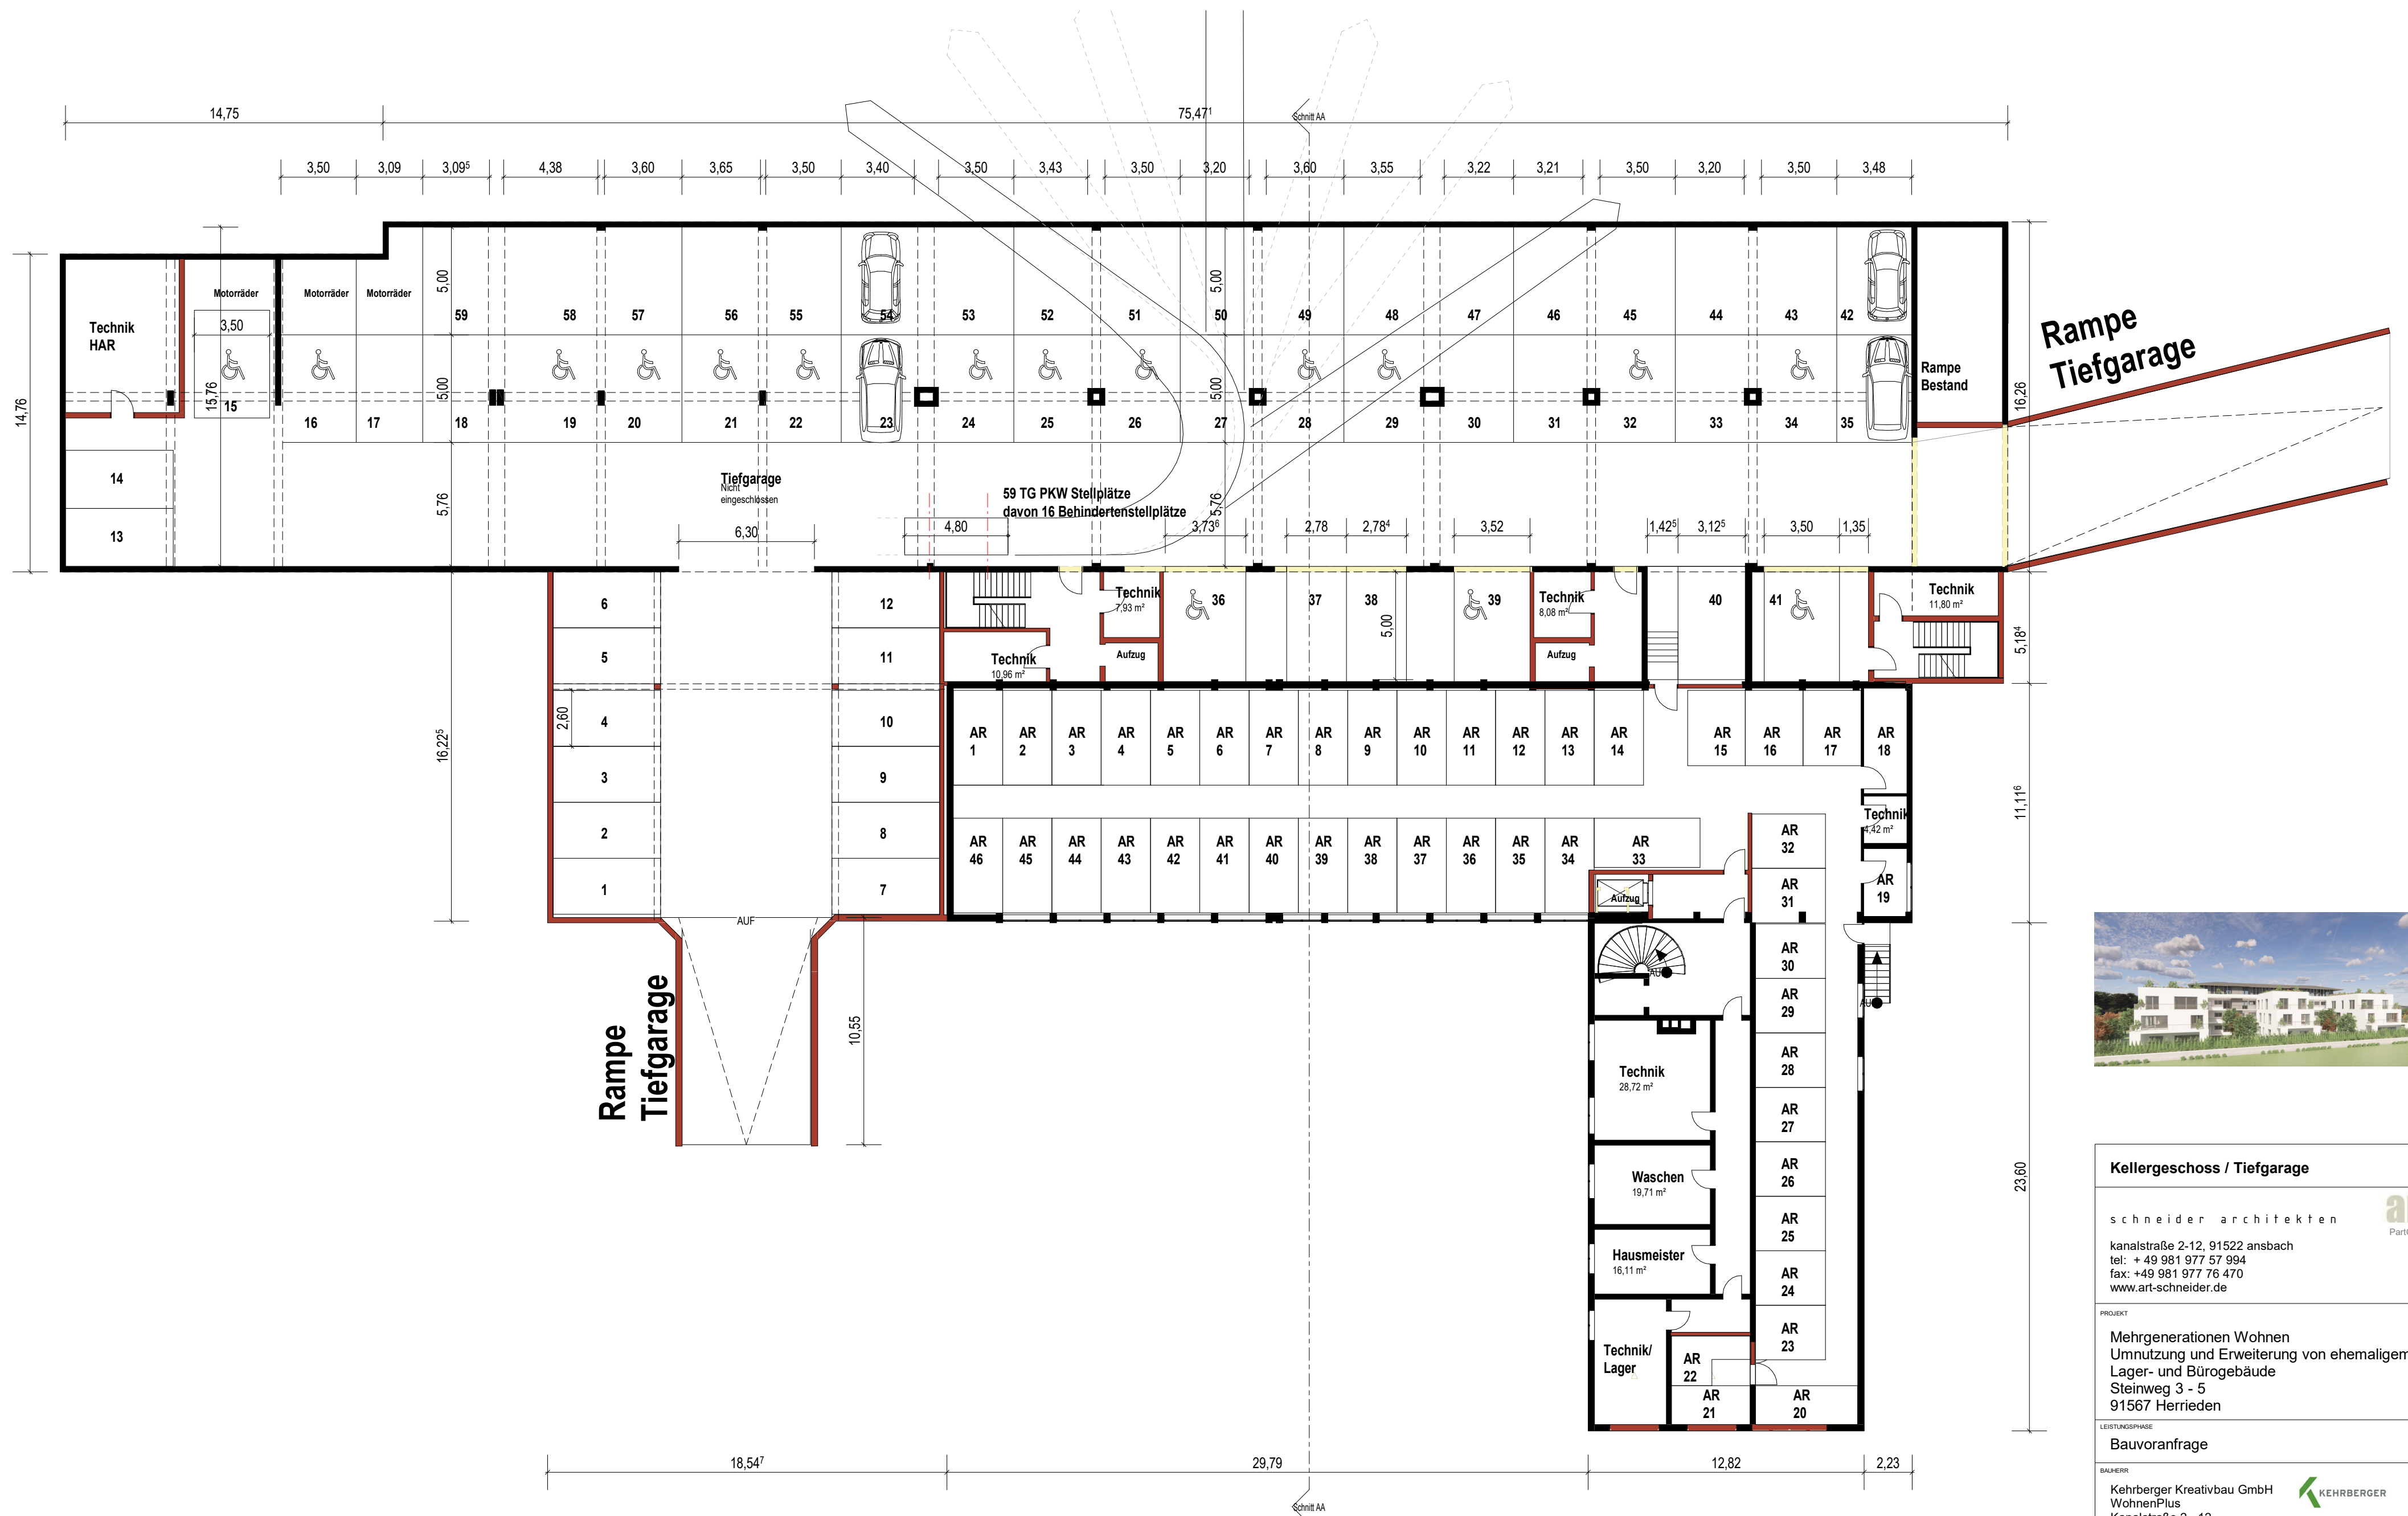 14,75
75,47¹
Schnitt AA
3,50 3,09 3,09⁵ 4,38 3,60 3,65 3,50 3,40 3,50 3,43 3,50 3,20 3,60 3,55 3,22 3,21 3,50 3,20 3,50 3,48
Rampe
Tiefgarage
Motorräder Motorräder Motorräder
5,00 5,00
59 58 57 56 55 54 53 52 51 50 49 48 47 46 45 44 43 42
Technik
HAR
3,50
Rampe
Bestand
14,76
15,76
5,00 5,00
16,26
15
16 17 18 19 20 21 22 23 24 25 26 27 28 29 30 31 32 33 34 35
14
Tiefgarage
Nicht
eingeschlossen
59 TG PKW Stellplätze
davon 16 Behindertenstellplätze
5,76 5,76
13
6,30 4,80 3,73⁶ 2,78 2,78⁴ 3,52 1,42⁵ 3,12⁵ 3,50 1,35
6 12
Technik
7,93 m²
36 37 38 39
Technik
8,08 m²
40 41
Technik
11,80 m²
5,00
5,18⁴
5 11
Technik
10,96 m²
Aufzug
Aufzug
2,60
16,22⁵
4 10
3 9
2 8
1 7
AUF
AR
1
AR
2
AR
3
AR
4
AR
5
AR
6
AR
7
AR
8
AR
9
AR
10
AR
11
AR
12
AR
13
AR
14
AR
15
AR
16
AR
17
AR
18
11,11⁶
Technik
4,42 m²
AR
46
AR
45
AR
44
AR
43
AR
42
AR
41
AR
40
AR
39
AR
38
AR
37
AR
36
AR
35
AR
34
AR
33
AR
32
AR
31
AR
19
Aufzug
Rampe
Tiefgarage
10,55
AR
30
AR
29
AR
28
AR
27
AR
26
AR
25
AR
24
AR
23
AR
22
AR
21
AR
20
Technik
28,72 m²
Waschen
19,71 m²
Hausmeister
16,11 m²
Technik/
Lager
23,60
18,54⁷ 29,79 12,82 2,23
Schnitt AA
Kellergeschoss / Tiefgarage
schneider architekten
kanalstraße 2-12, 91522 ansbach
tel: + 49 981 977 57 994
fax: +49 981 977 76 470
www.art-schneider.de
PROJEKT
Mehrgenerationen Wohnen
Umnutzung und Erweiterung von ehemaligem
Lager- und Bürogebäude
Steinweg 3 - 5
91567 Herrieden
LEISTUNGSPHASE
Bauvoranfrage
BAUHERR
Kehrberger Kreativbau GmbH
WohnenPlus
KEHRBERGER